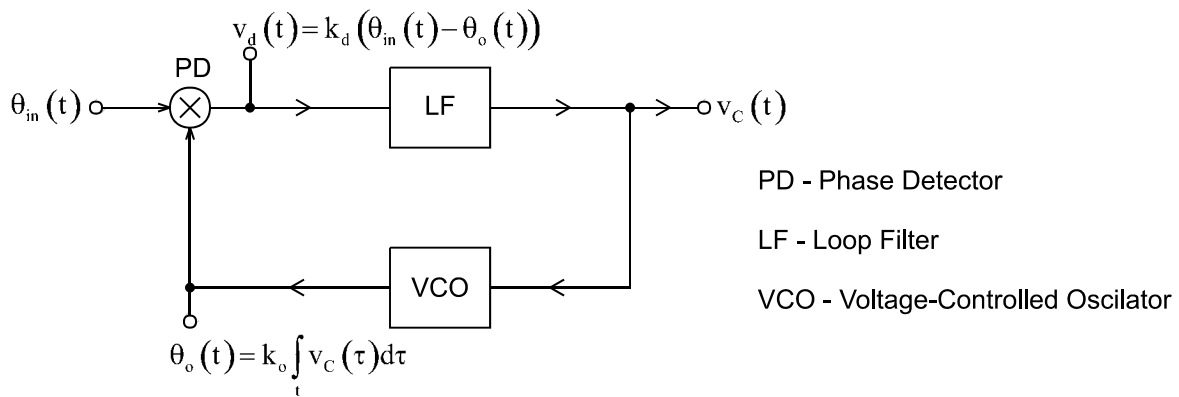 v_d(t)=k_d(θ_in(t)−θ_o(t))
PD
θ_in(t)
LF
v_C(t)
PD - Phase Detector
LF - Loop Filter
VCO
VCO - Voltage-Controlled Oscilator
θ_o(t)=k_o∫_t v_C(τ)dτ